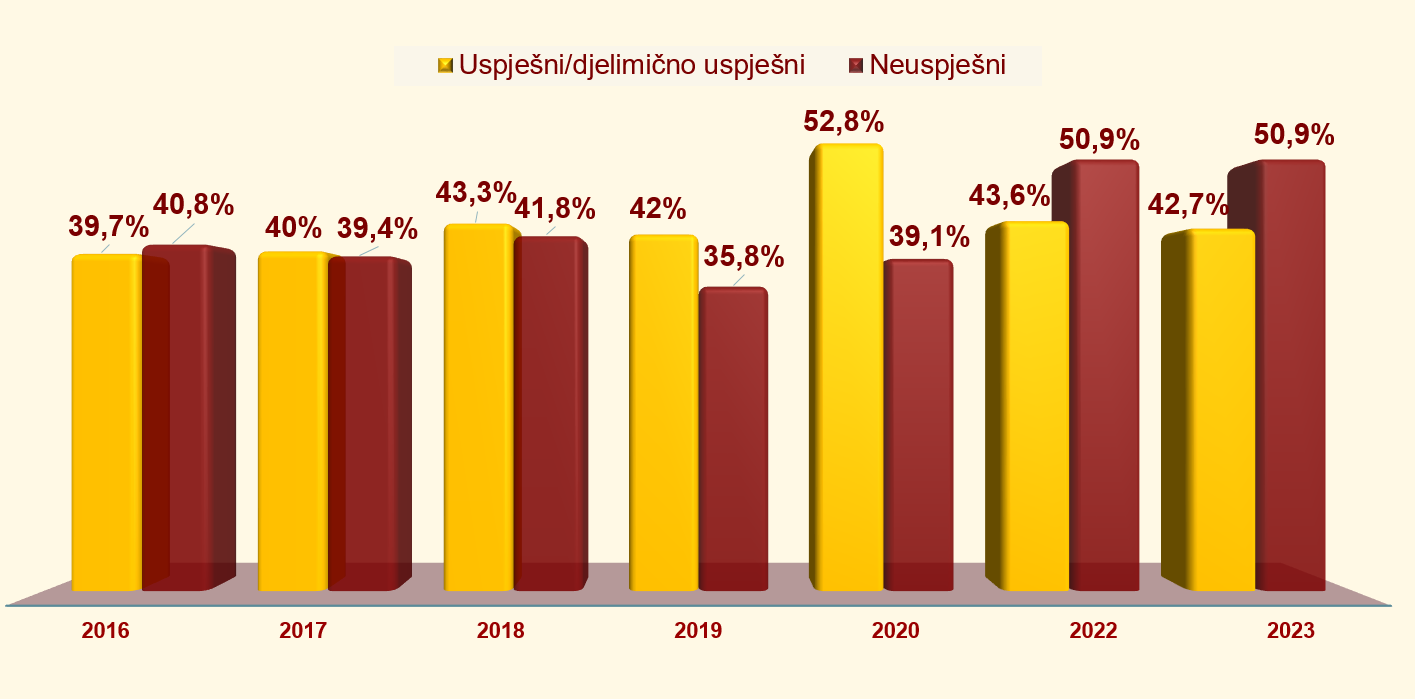 Uspješni/djelimično uspješni Neuspješni
39,7% 40,8% 40% 39,4% 43,3% 41,8% 42% 35,8% 52,8% 39,1% 43,6% 50,9% 42,7% 50,9%
2016 2017 2018 2019 2020 2022 2023